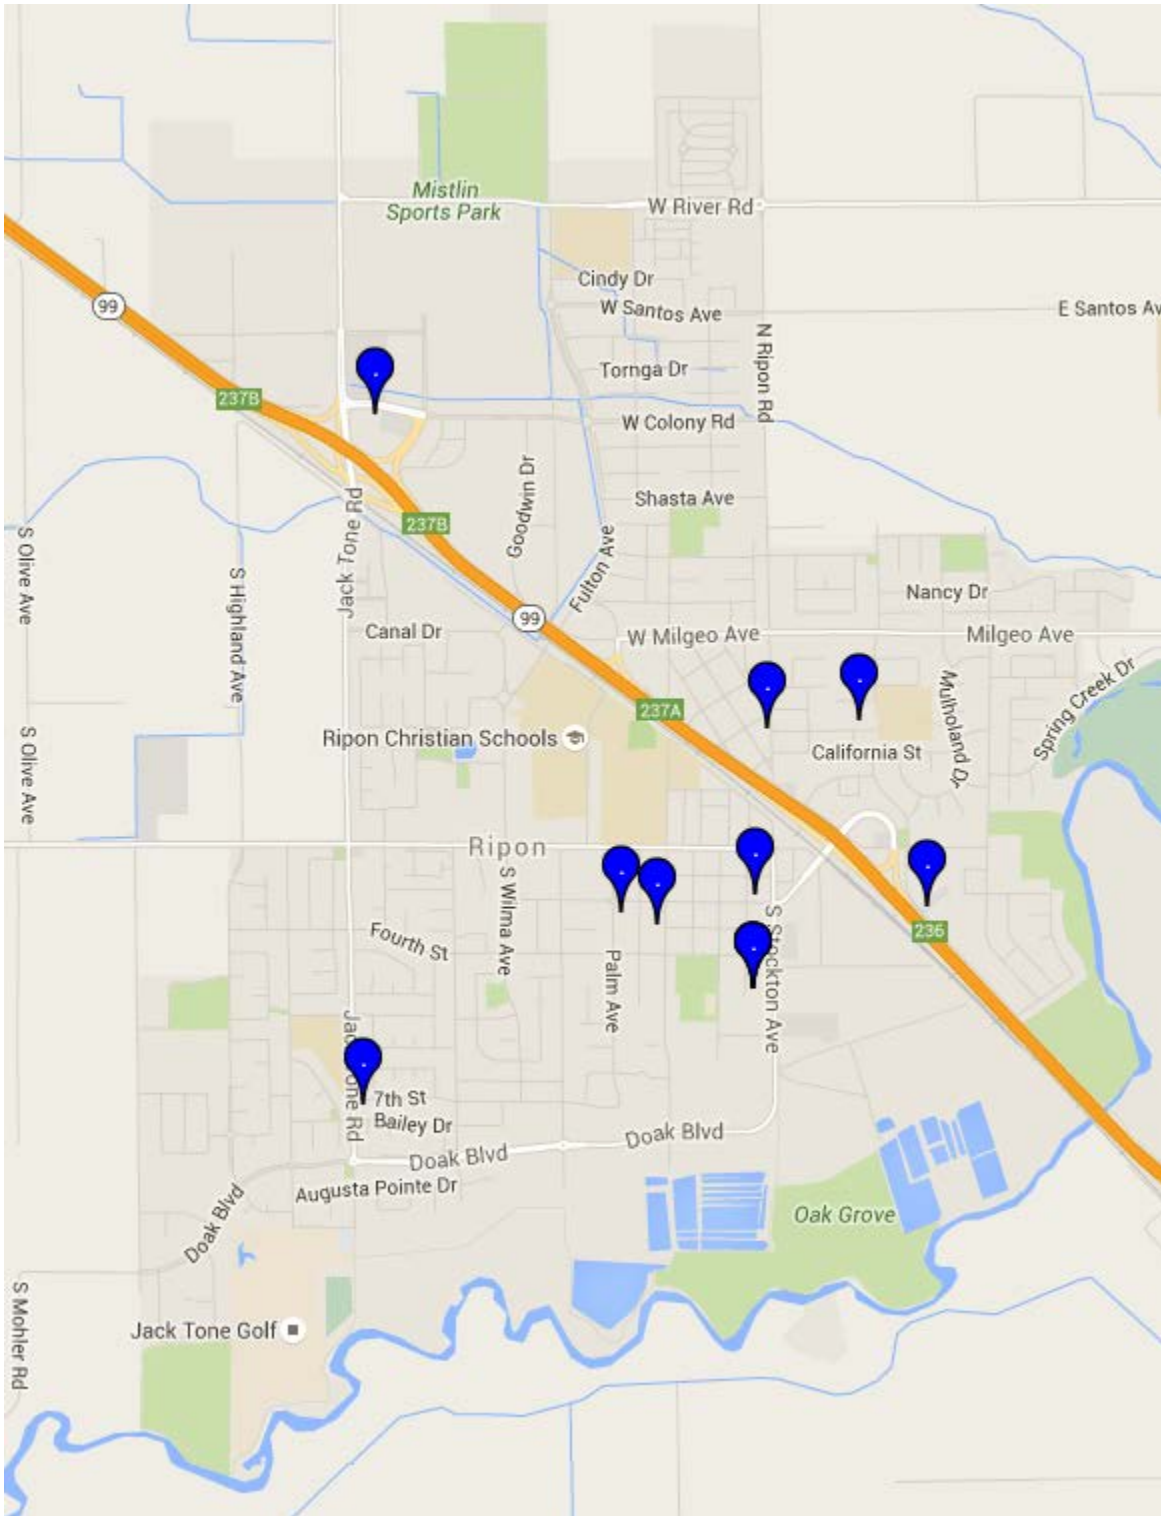 Mistlin
Sports Park
W River Rd
Cindy Dr
99
W Santos Ave
E Santos Av
Tornga Dr
N Ripon Rd
237B
W Colony Rd
Goodwin Dr
Shasta Ave
Jack Tone Rd
237B
S Olive Ave
S Highland Ave
Fulton Ave
Nancy Dr
99
Canal Dr
W Milgeo Ave
Milgeo Ave
Mulholand Dr
Spring Creek Dr
237A
Ripon Christian Schools
California St
S Olive Ave
Ripon
S Wilma Ave
Fourth St
Palm Ave
S Stockton Ave
236
Jack Tone Rd
7th St
Bailey Dr
Doak Blvd
Doak Blvd
Augusta Pointe Dr
Doak Blvd
Oak Grove
S Mohler Rd
Jack Tone Golf